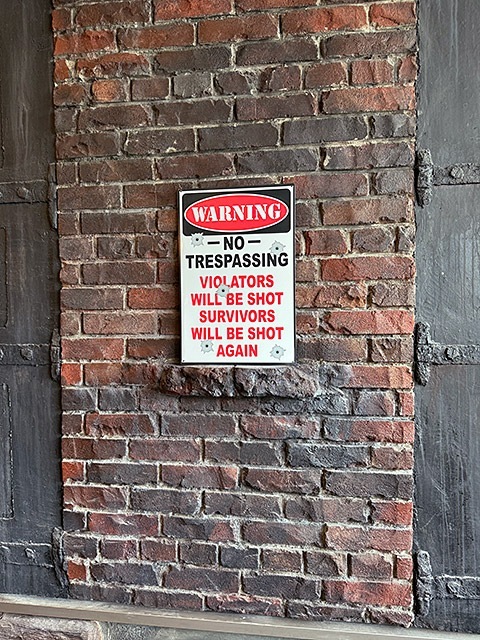 WARNING
— NO —
TRESPASSING
VIOLATORS
WILL BE SHOT
SURVIVORS
WILL BE SHOT
AGAIN